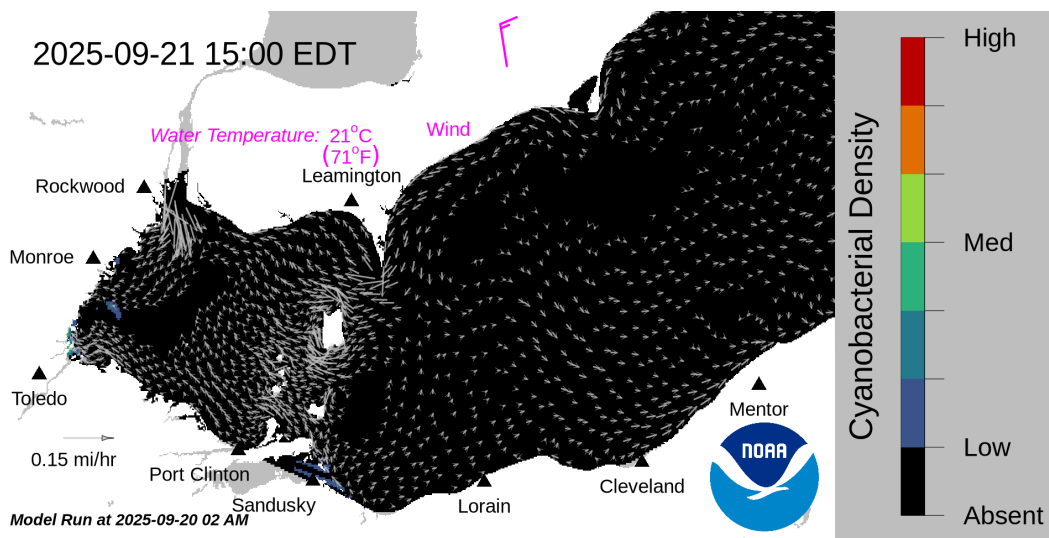 2025-09-21 15:00 EDT
Water Temperature: 21°C
(71°F)
Wind
Leamington
Rockwood
Monroe
Toledo
0.15 mi/hr
Port Clinton
Sandusky
Lorain
Cleveland
Mentor
NOAA
Model Run at 2025-09-20 02 AM
Cyanobacterial Density
High
Med
Low
Absent